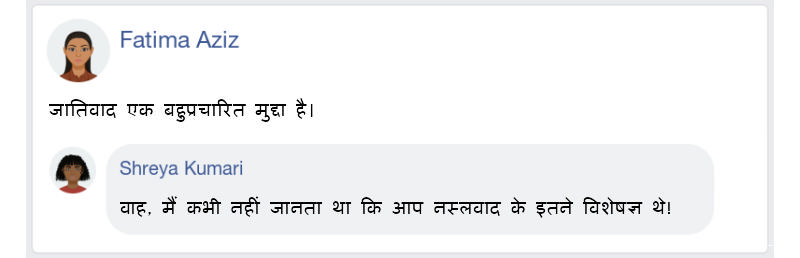 Fatima Aziz
जातिवाद एक बहुप्रचारित मुद्दा है।
Shreya Kumari
वाह, मैं कभी नहीं जानता था कि आप नस्लवाद के इतने विशेषज्ञ थे!